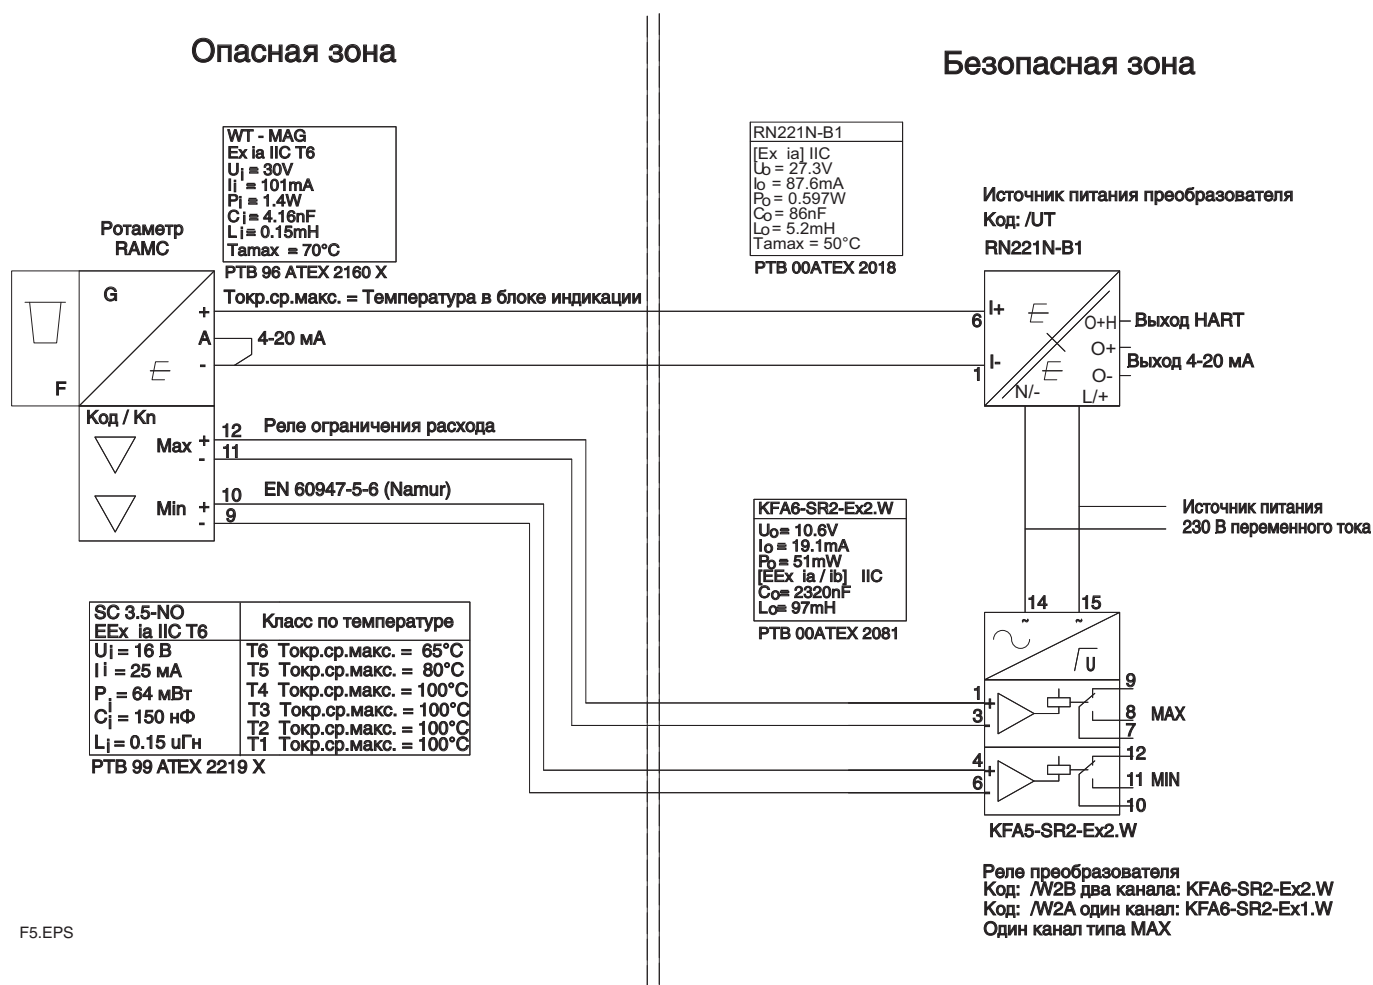 Опасная зона
Безопасная зона
WT - MAG
Ex ia IIC T6
Ui = 30V
Ii = 101mA
Pi = 1.4W
Ci = 4.16nF
Li = 0.15mH
Tamax = 70°C
PTB 96 ATEX 2160 X
RN221N-B1
[Ex ia] IIC
Uo = 27.3V
Io = 87.6mA
Po = 0.597W
Co = 86nF
Lo = 5.2mH
Tamax = 50°C
PTB 00ATEX 2018
Источник питания преобразователя
Код: /UT
RN221N-B1
Ротаметр
RAMC
G
F
E
+
A
-
Токр.ср.макс. = Температура в блоке индикации
4-20 мА
6
1
I+
I-
E
E
N/-
L/+
O+H
O+
O-
Выход HART
Выход 4-20 мА
Код / Kn
Max
+
-
12
11
Реле ограничения расхода
Min
+
-
10
9
EN 60947-5-6 (Namur)
Источник питания
230 В переменного тока
KFA6-SR2-Ex2.W
Uo= 10.6V
Io = 19.1mA
Po = 51mW
[EEx ia / ib] IIC
Co= 2320nF
Lo= 97mH
PTB 00ATEX 2081
SC 3.5-NO
EEx ia IIC T6
Ui = 16 В
Ii = 25 мА
Pi = 64 мВт
Ci = 150 нФ
Li = 0.15 uГн
Класс по температуре
T6 Токр.ср.макс. = 65°C
T5 Токр.ср.макс. = 80°C
T4 Токр.ср.макс. = 100°C
T3 Токр.ср.макс. = 100°C
T2 Токр.ср.макс. = 100°C
T1 Токр.ср.макс. = 100°C
PTB 99 ATEX 2219 X
14
15
~
~
U
1
3
+
-
9
8
7
MAX
4
6
+
-
12
11
10
MIN
KFA5-SR2-Ex2.W
Реле преобразователя
Код: /W2B два канала: KFA6-SR2-Ex2.W
Код: /W2A один канал: KFA6-SR2-Ex1.W
Один канал типа MAX
F5.EPS